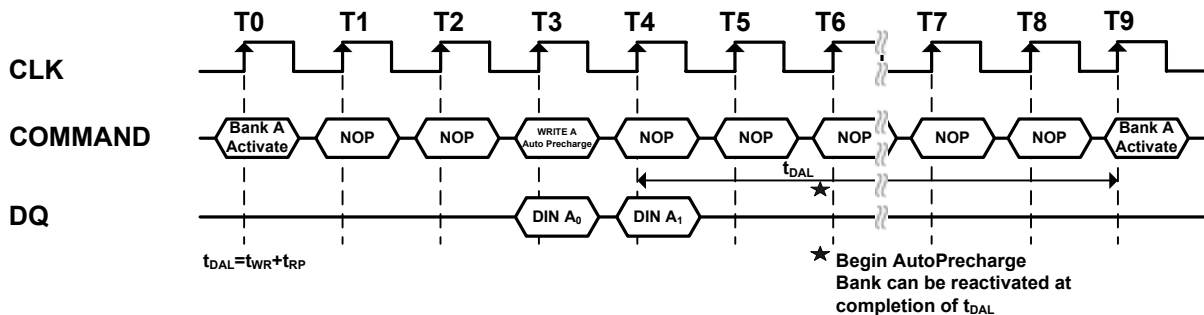 T0 T1 T2 T3 T4 T5 T6 T7 T8 T9
CLK
COMMAND
Bank A Activate NOP NOP WRITE A Auto Precharge NOP NOP NOP NOP NOP Bank A Activate
tDAL
DQ
DIN A0 DIN A1
tDAL=tWR+tRP
★ Begin AutoPrecharge
Bank can be reactivated at
completion of tDAL